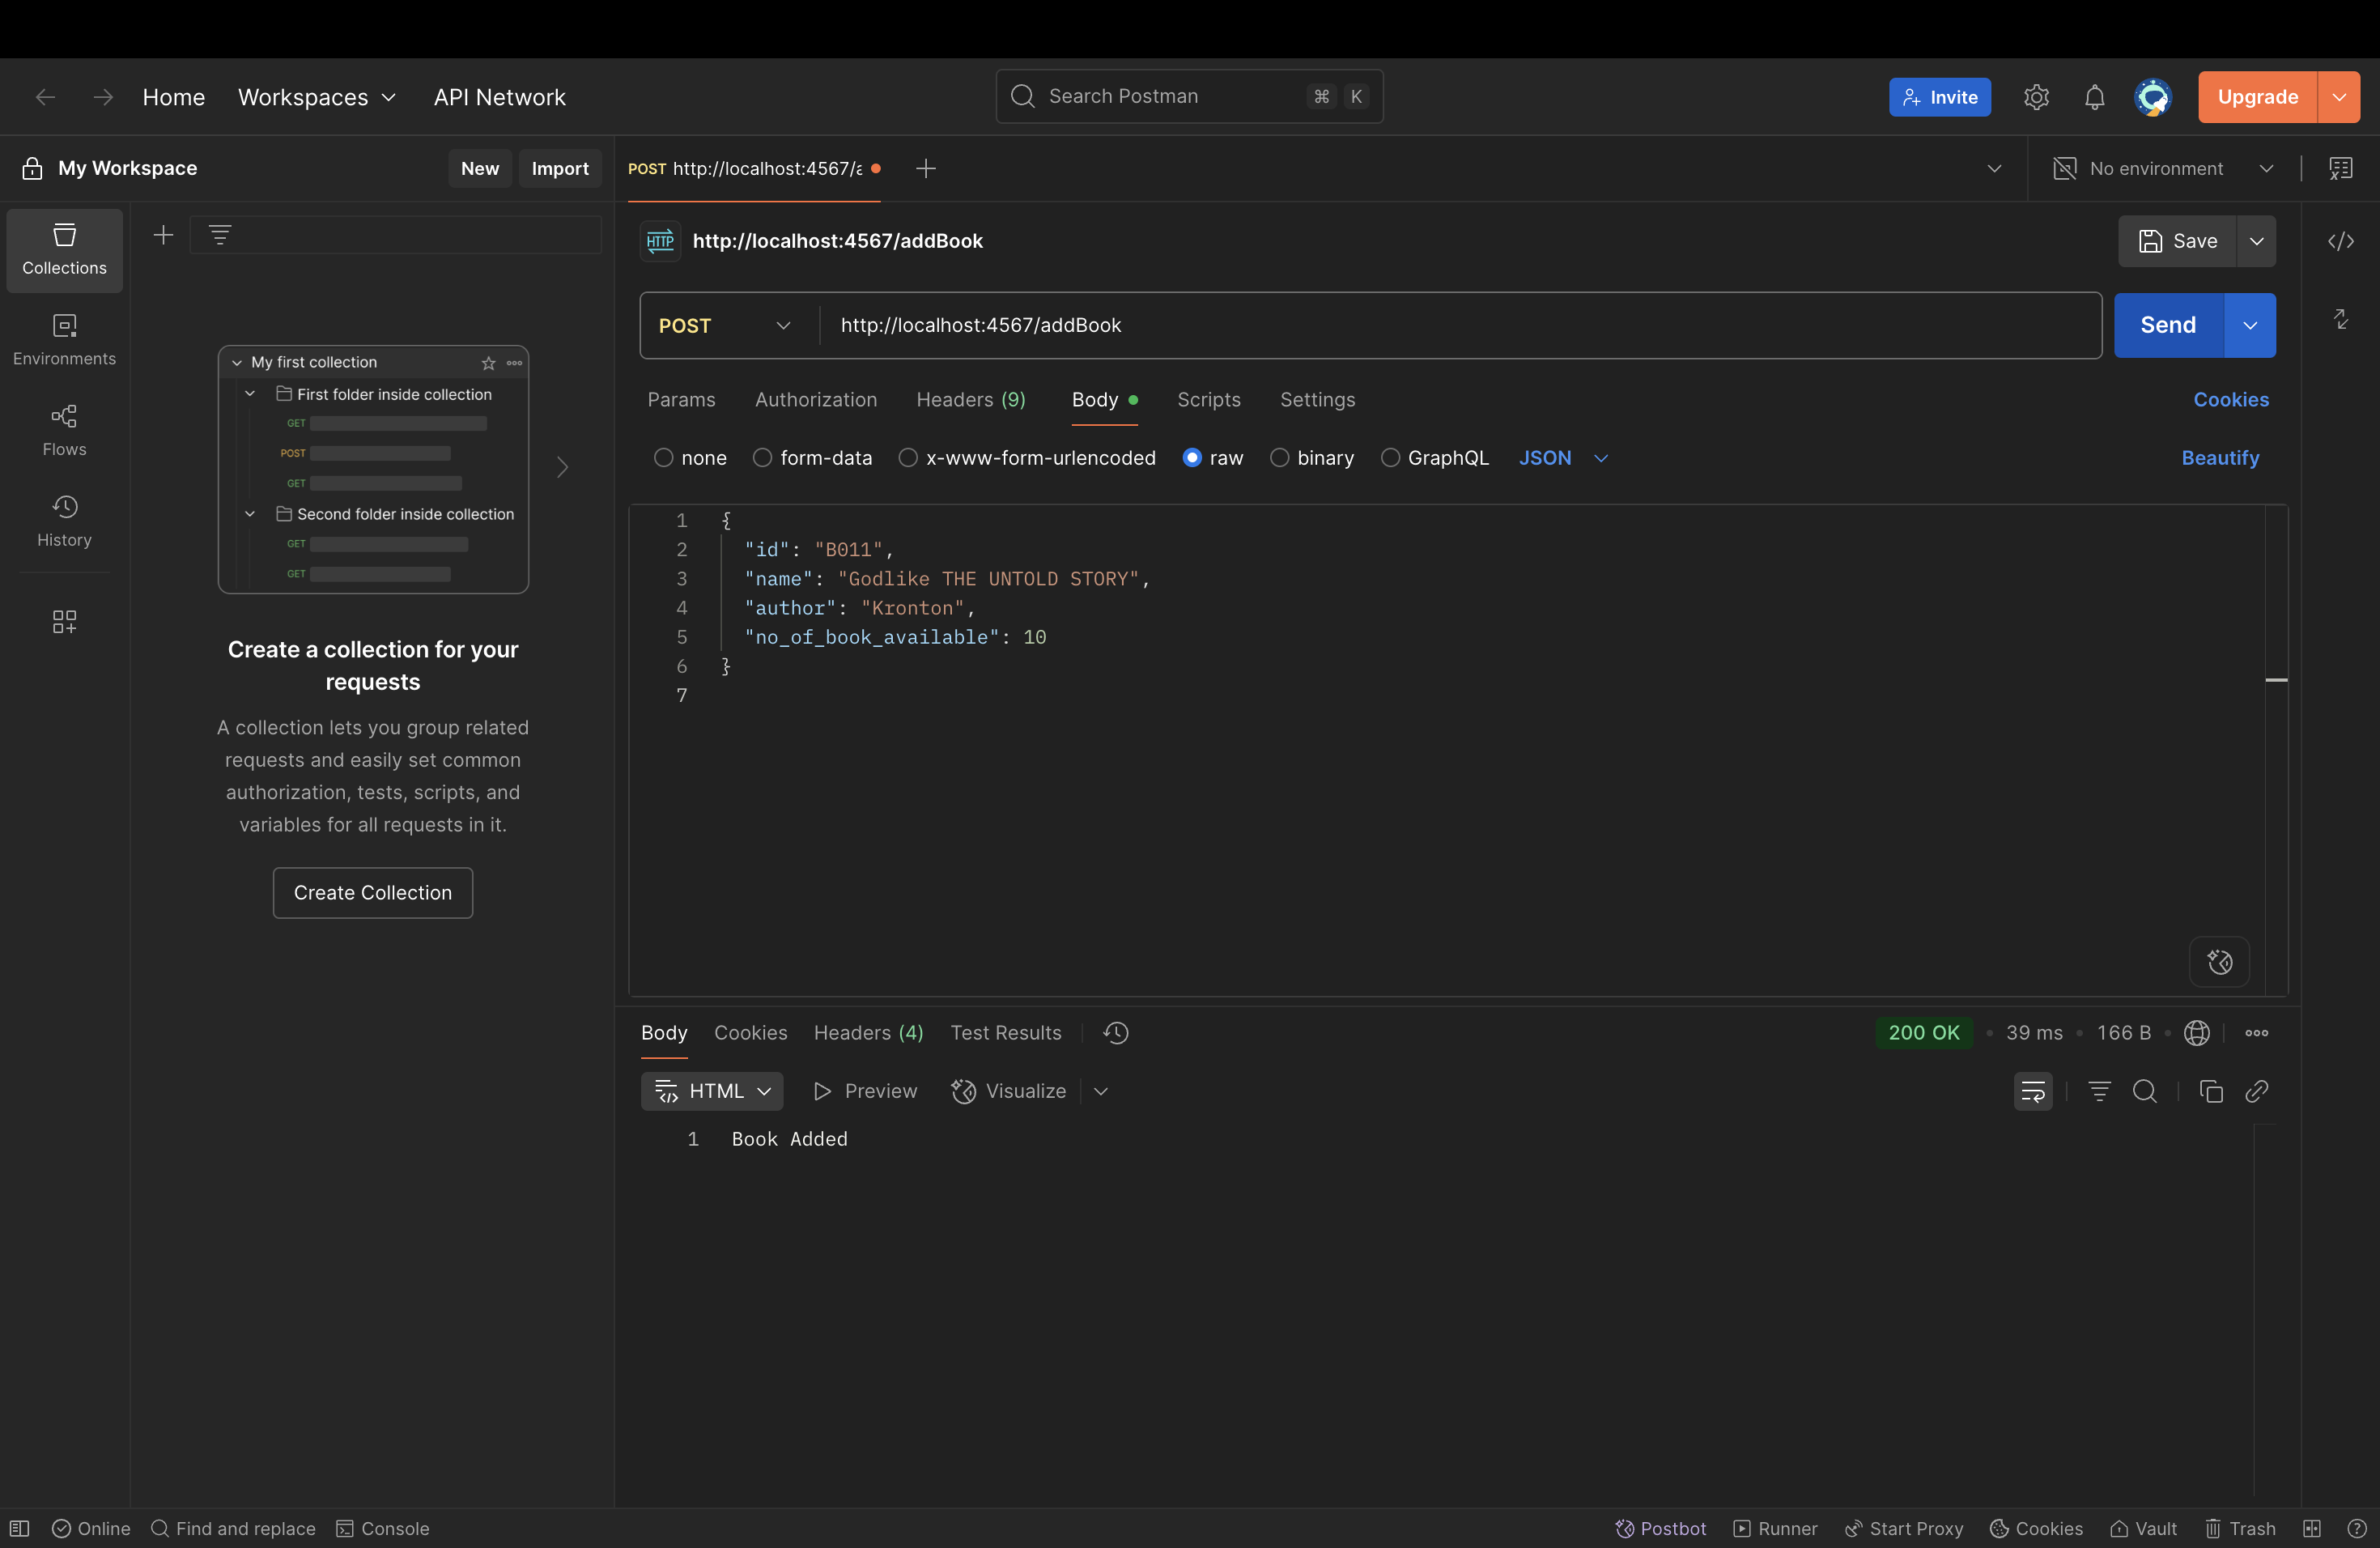 Home Workspaces API Network
Search Postman ⌘ K
Invite Upgrade
My Workspace New Import
POST http://localhost:4567/a
No environment
Collections
Environments
Flows
History
My first collection
First folder inside collection
GET
POST
GET
Second folder inside collection
GET
GET
Create a collection for your
requests
A collection lets you group related
requests and easily set common
authorization, tests, scripts, and
variables for all requests in it.
Create Collection
HTTP http://localhost:4567/addBook
Save
POST http://localhost:4567/addBook
Send
Params Authorization Headers (9) Body Scripts Settings
Cookies
none form-data x-www-form-urlencoded raw binary GraphQL JSON
Beautify
1 {
2 "id": "B011",
3 "name": "Godlike THE UNTOLD STORY",
4 "author": "Kronton",
5 "no_of_book_available": 10
6 }
7
Body Cookies Headers (4) Test Results
200 OK 39 ms 166 B
HTML Preview Visualize
1 Book Added
Online Find and replace Console
Postbot Runner Start Proxy Cookies Vault Trash